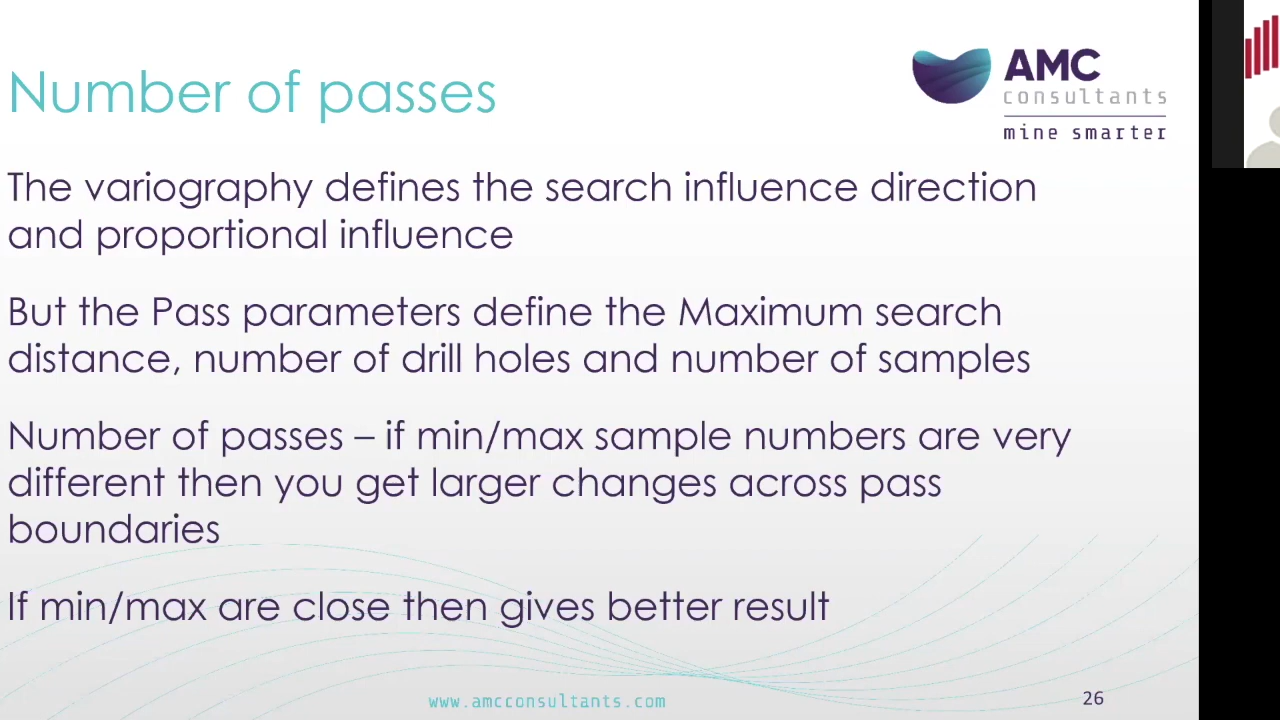 Number of passes
AMC
consultants
mine smarter
The variography defines the search influence direction
and proportional influence
But the Pass parameters define the Maximum search
distance, number of drill holes and number of samples
Number of passes – if min/max sample numbers are very
different then you get larger changes across pass
boundaries
If min/max are close then gives better result
www.amcconsultants.com
26